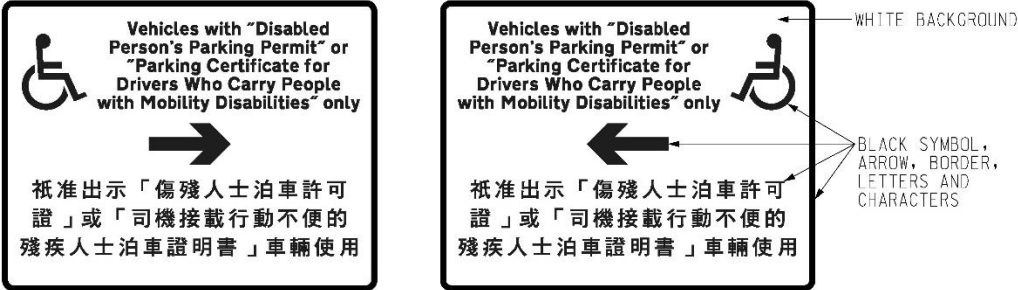 Vehicles with "Disabled
Person's Parking Permit" or
"Parking Certificate for
Drivers Who Carry People
with Mobility Disabilities" only
祇准出示「傷殘人士泊車許可
證」或「司機接載行動不便的
殘疾人士泊車證明書」車輛使用
Vehicles with "Disabled
Person's Parking Permit" or
"Parking Certificate for
Drivers Who Carry People
with Mobility Disabilities" only
祇准出示「傷殘人士泊車許可
證」或「司機接載行動不便的
殘疾人士泊車證明書」車輛使用
WHITE BACKGROUND
BLACK SYMBOL,
ARROW, BORDER,
LETTERS AND
CHARACTERS